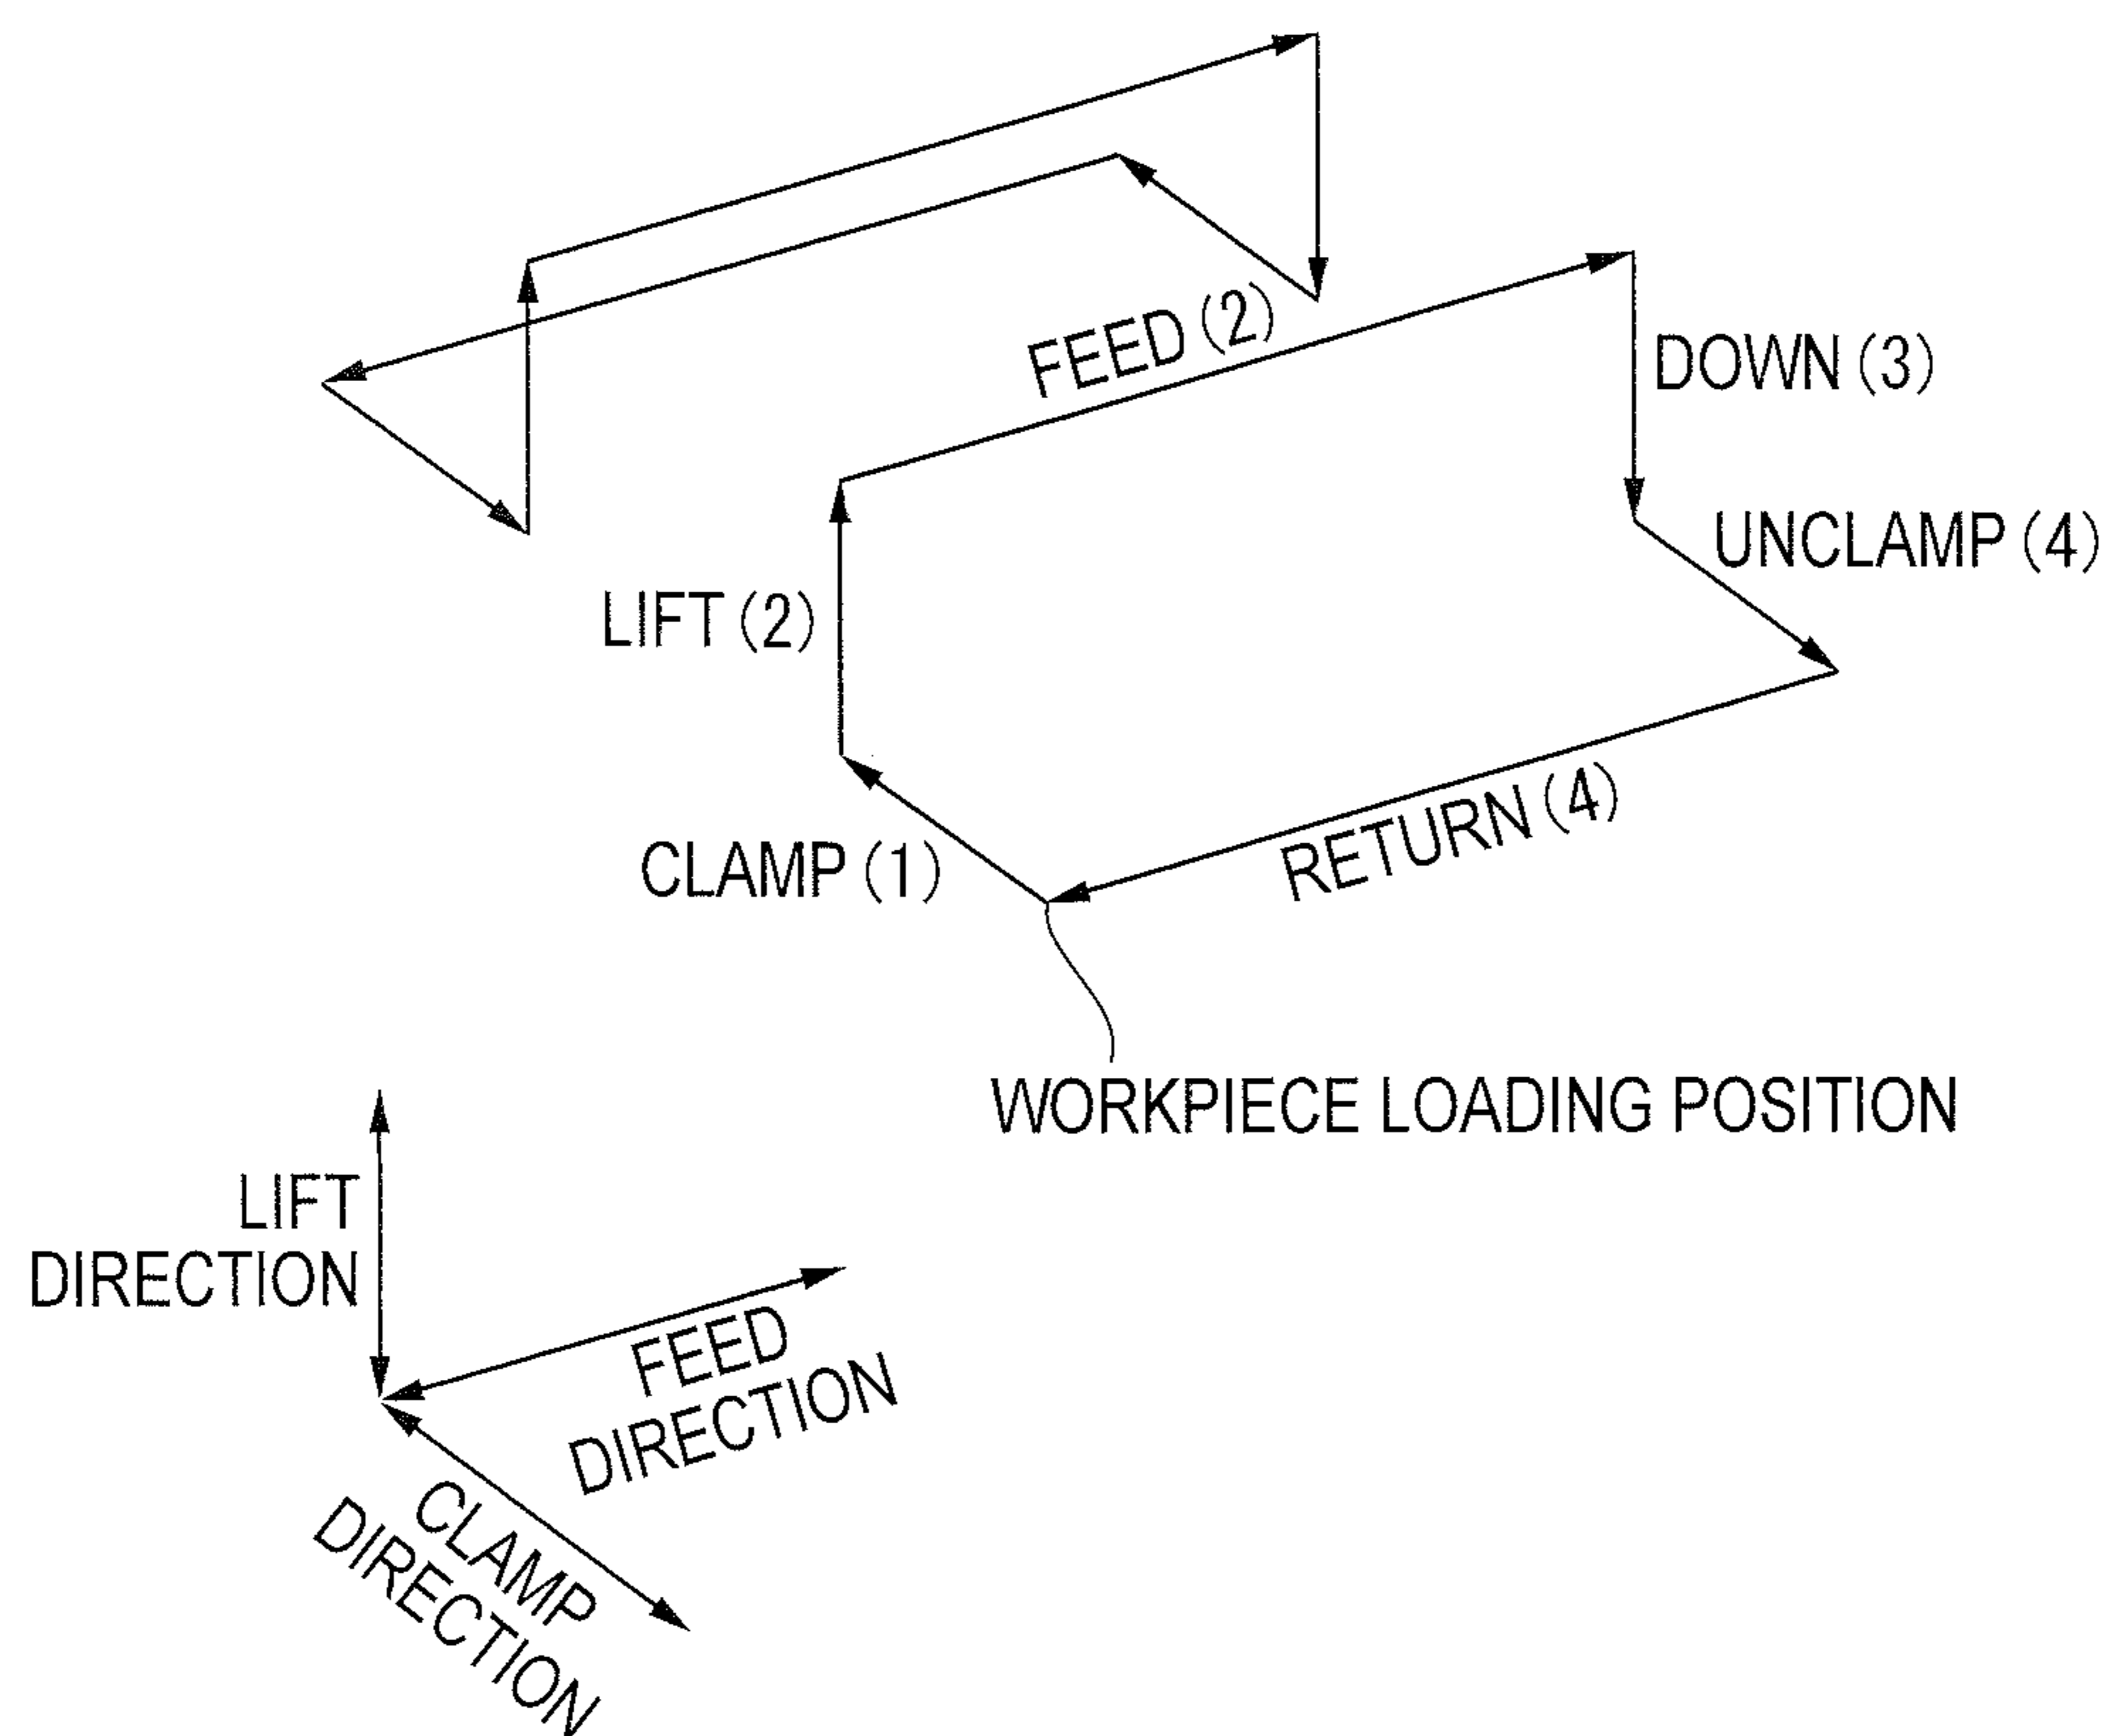 FEED (2)
DOWN (3)
UNCLAMP (4)
LIFT (2)
CLAMP (1)
RETURN (4)
WORKPIECE LOADING POSITION
LIFT
DIRECTION
FEED
DIRECTION
CLAMP
DIRECTION